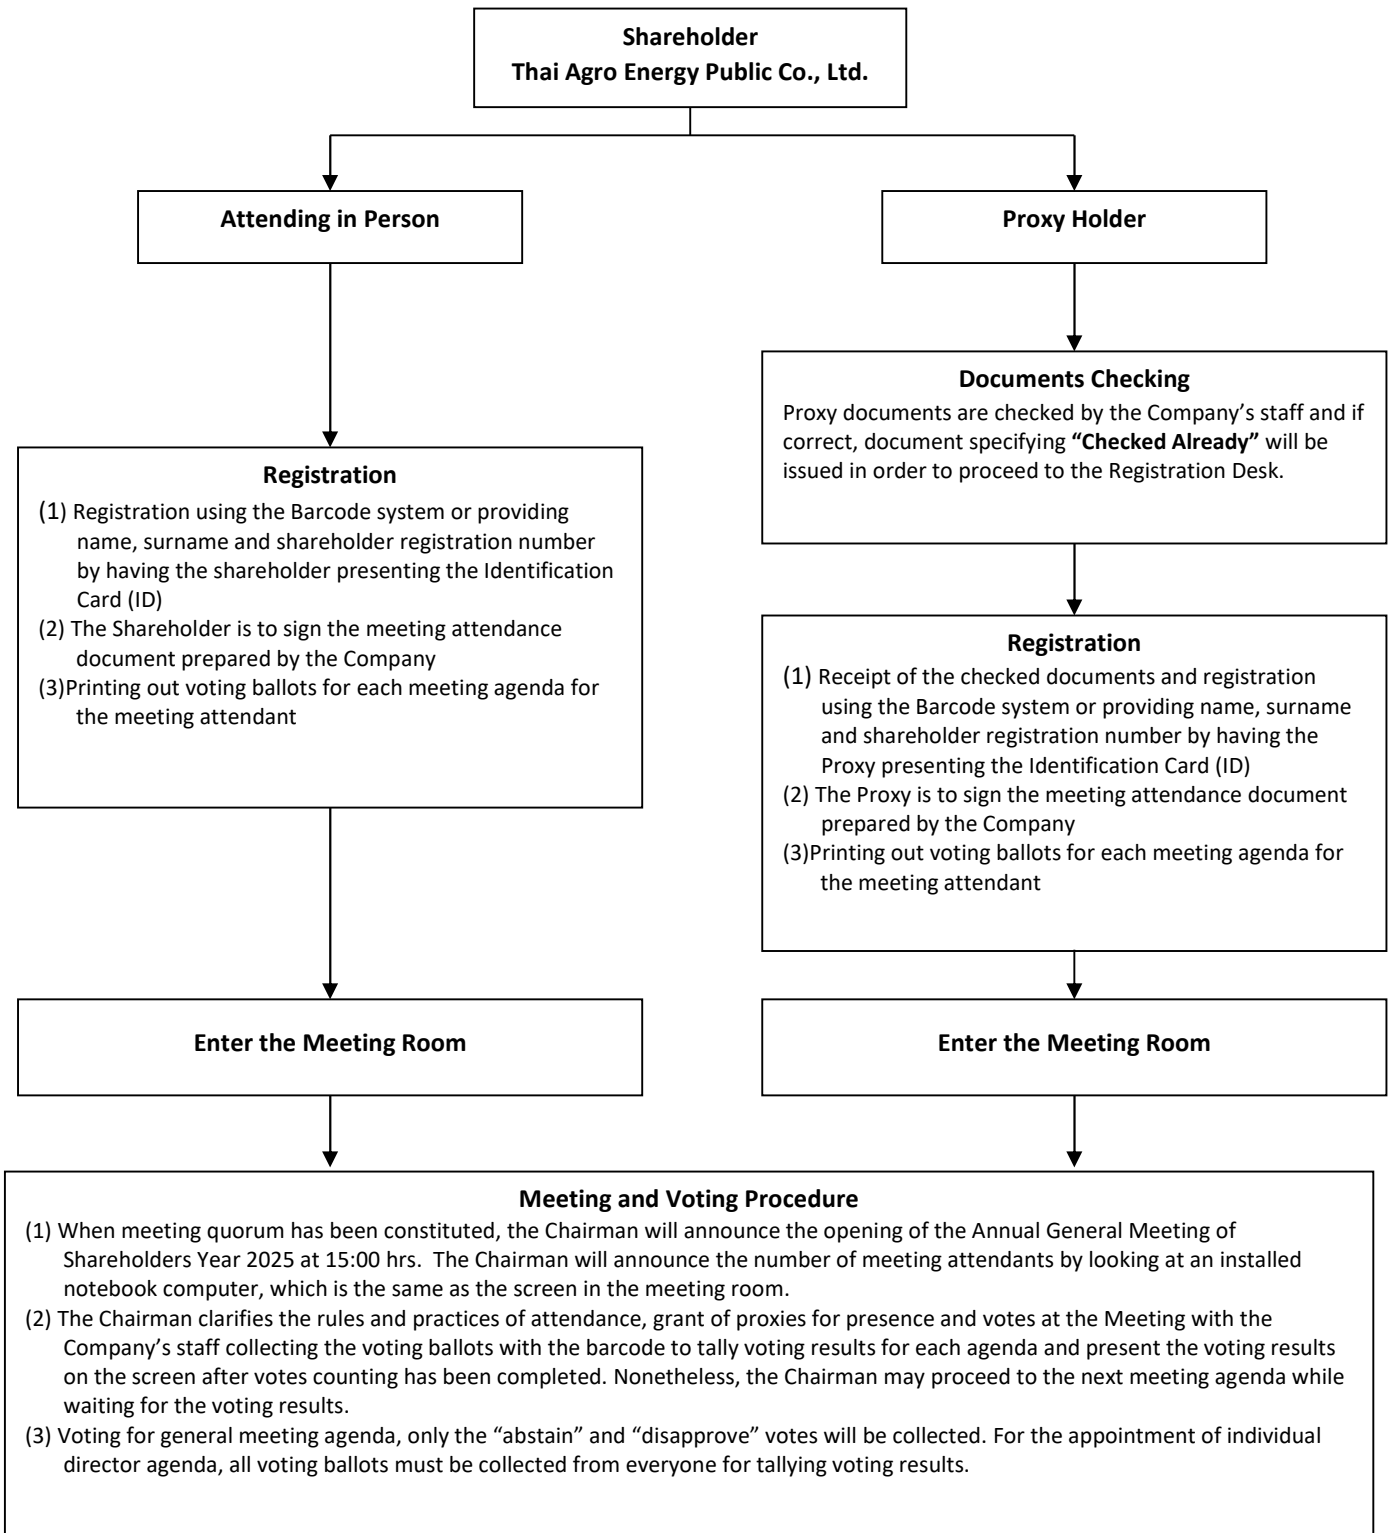 Shareholder
Thai Agro Energy Public Co., Ltd.
Attending in Person
Proxy Holder
Documents Checking
Proxy documents are checked by the Company’s staff and if
correct, document specifying “Checked Already” will be
issued in order to proceed to the Registration Desk.
Registration
(1) Registration using the Barcode system or providing
name, surname and shareholder registration number
by having the shareholder presenting the Identification
Card (ID)
(2) The Shareholder is to sign the meeting attendance
document prepared by the Company
(3)Printing out voting ballots for each meeting agenda for
the meeting attendant
Registration
(1) Receipt of the checked documents and registration
using the Barcode system or providing name, surname
and shareholder registration number by having the
Proxy presenting the Identification Card (ID)
(2) The Proxy is to sign the meeting attendance document
prepared by the Company
(3)Printing out voting ballots for each meeting agenda for
the meeting attendant
Enter the Meeting Room
Enter the Meeting Room
Meeting and Voting Procedure
(1) When meeting quorum has been constituted, the Chairman will announce the opening of the Annual General Meeting of
Shareholders Year 2025 at 15:00 hrs.  The Chairman will announce the number of meeting attendants by looking at an installed
notebook computer, which is the same as the screen in the meeting room.
(2) The Chairman clarifies the rules and practices of attendance, grant of proxies for presence and votes at the Meeting with the
Company’s staff collecting the voting ballots with the barcode to tally voting results for each agenda and present the voting results
on the screen after votes counting has been completed. Nonetheless, the Chairman may proceed to the next meeting agenda while
waiting for the voting results.
(3) Voting for general meeting agenda, only the “abstain” and “disapprove” votes will be collected. For the appointment of individual
director agenda, all voting ballots must be collected from everyone for tallying voting results.